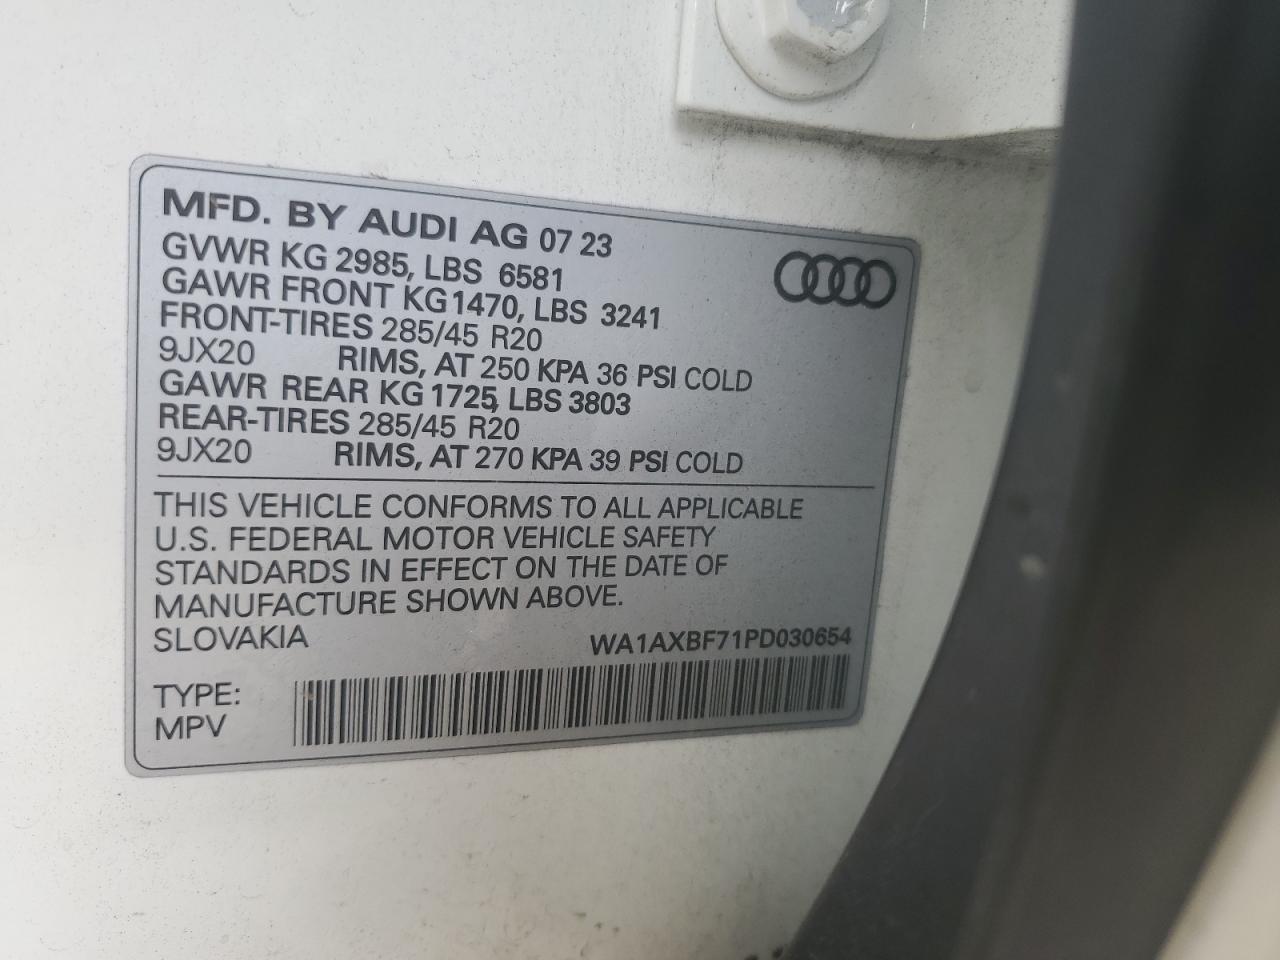 MFD. BY AUDI AG 07 23
GVWR KG 2985, LBS 6581
GAWR FRONT KG 1470, LBS 3241
FRONT-TIRES 285/45 R20
9JX20 RIMS, AT 250 KPA 36 PSI COLD
GAWR REAR KG 1725, LBS 3803
REAR-TIRES 285/45 R20
9JX20 RIMS, AT 270 KPA 39 PSI COLD
THIS VEHICLE CONFORMS TO ALL APPLICABLE
U.S. FEDERAL MOTOR VEHICLE SAFETY
STANDARDS IN EFFECT ON THE DATE OF
MANUFACTURE SHOWN ABOVE.
SLOVAKIA WA1AXBF71PD030654
TYPE:
MPV